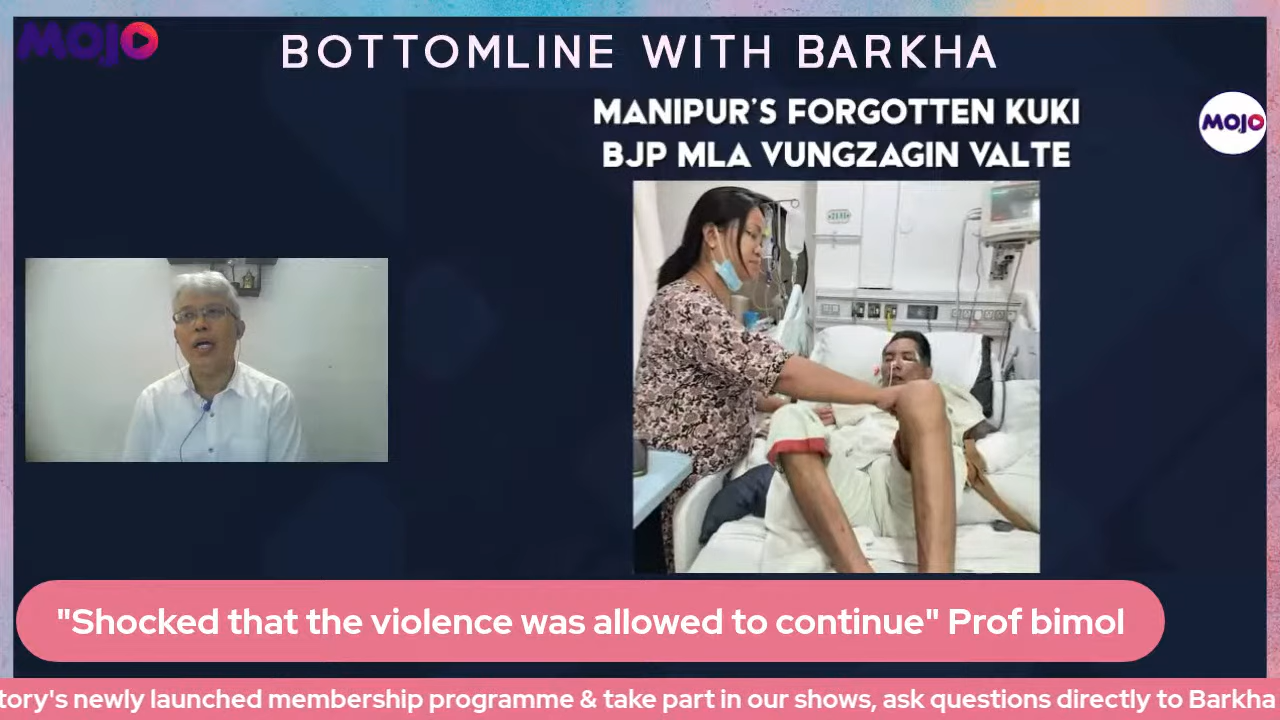 MOJO
BOTTOMLINE WITH BARKHA
MANIPUR'S FORGOTTEN KUKI
BJP MLA VUNGZAGIN VALTE
MOJO
"Shocked that the violence was allowed to continue" Prof bimol
tory's newly launched membership programme & take part in our shows, ask questions directly to Barkha